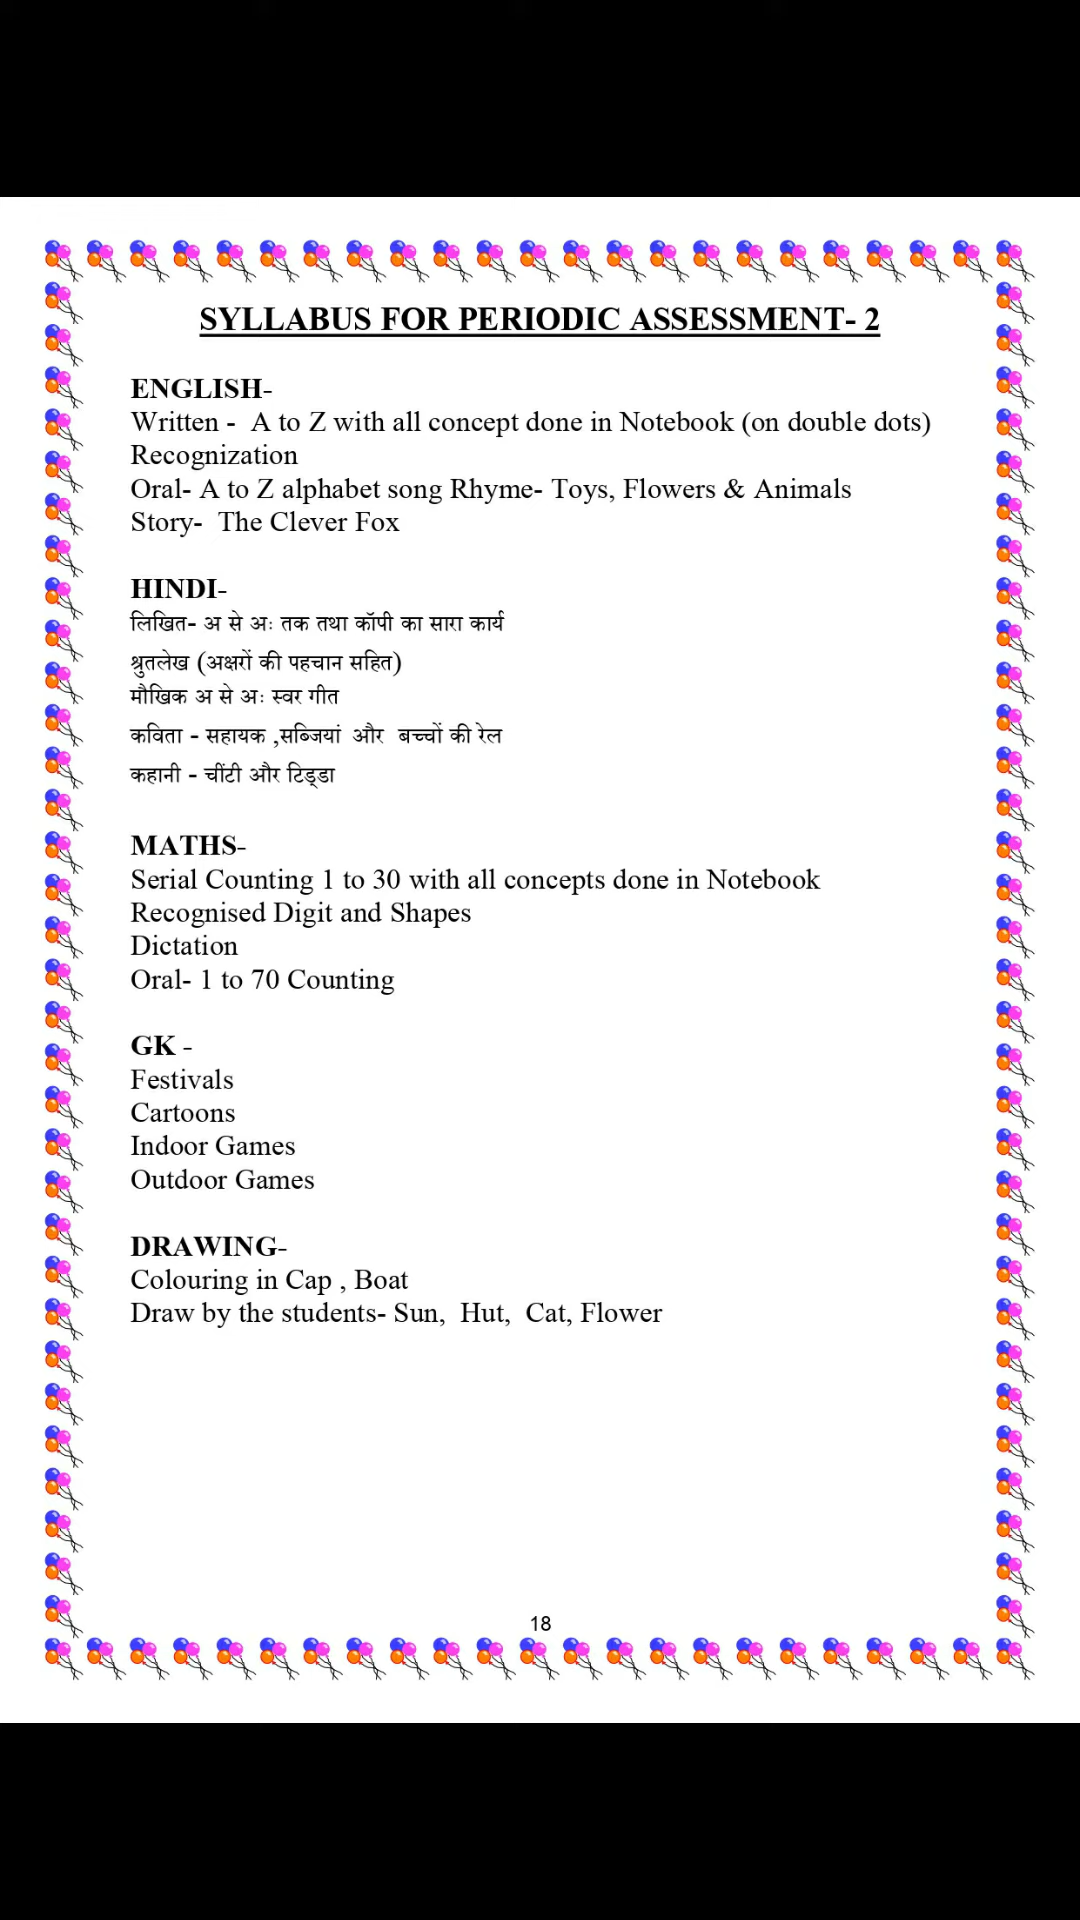 SYLLABUS FOR PERIODIC ASSESSMENT- 2
ENGLISH-
Written - A to Z with all concept done in Notebook (on double dots)
Recognization
Oral- A to Z alphabet song Rhyme- Toys, Flowers & Animals
Story- The Clever Fox
HINDI-
लिखित- अ से अः तक तथा कॉपी का सारा कार्य
श्रुतलेख (अक्षरों की पहचान सहित)
मौखिक अ से अः स्वर गीत
कविता - सहायक ,सब्जियां और बच्चों की रेल
कहानी - चींटी और टिड्डा
MATHS-
Serial Counting 1 to 30 with all concepts done in Notebook
Recognised Digit and Shapes
Dictation
Oral- 1 to 70 Counting
GK -
Festivals
Cartoons
Indoor Games
Outdoor Games
DRAWING-
Colouring in Cap , Boat
Draw by the students- Sun, Hut, Cat, Flower
18